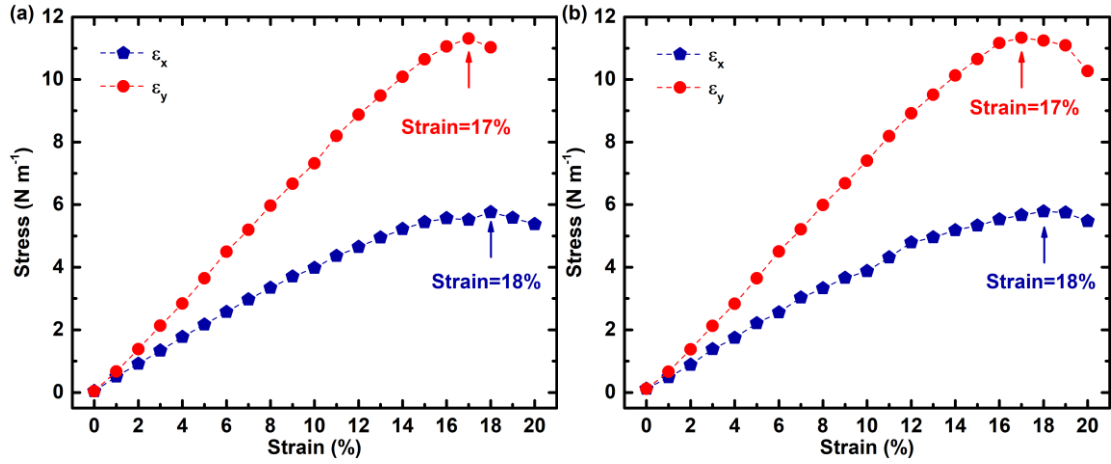 (a)
12
10
8
6
4
2
0
Stress (N m⁻¹)
εₓ
ε_y
Strain=17%
Strain=18%
0 2 4 6 8 10 12 14 16 18 20
Strain (%)
(b)
12
10
8
6
4
2
0
Stress (N m⁻¹)
εₓ
ε_y
Strain=17%
Strain=18%
0 2 4 6 8 10 12 14 16 18 20
Strain (%)